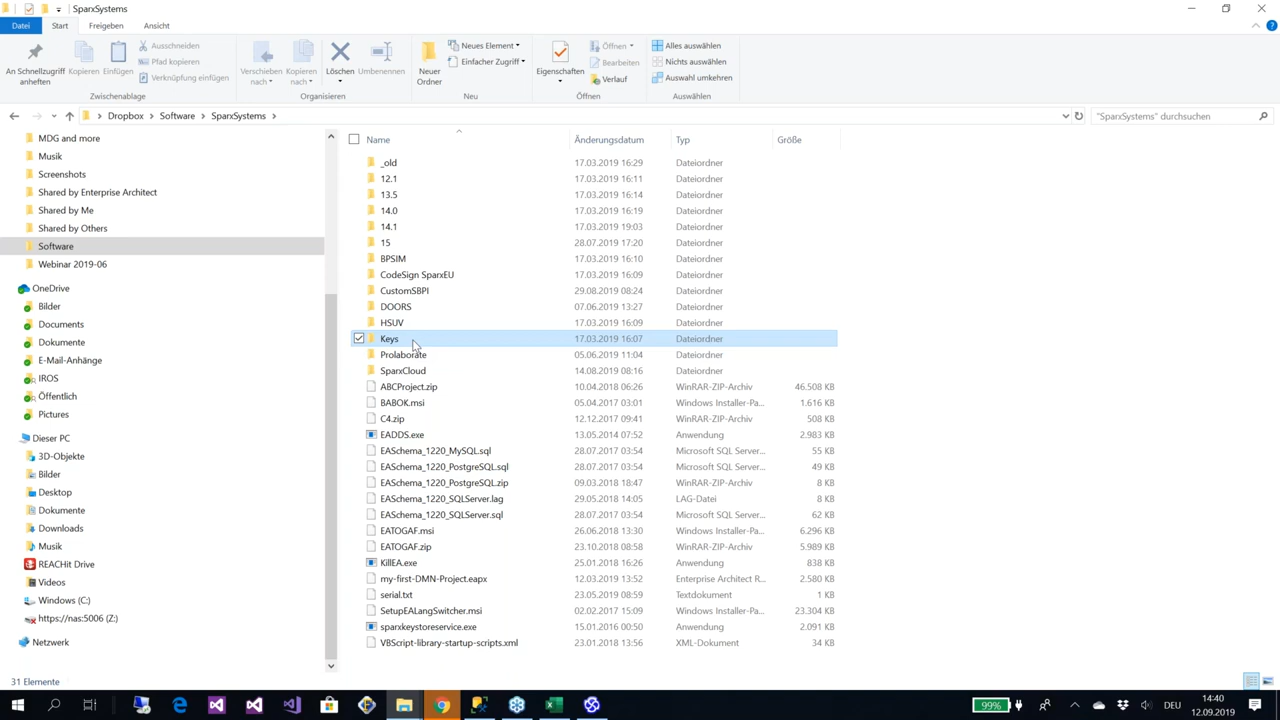 SparxSystems
Datei Start Freigeben Ansicht
An Schnellzugriff anheften
Kopieren
Einfügen
Ausschneiden
Pfad kopieren
Verknüpfung einfügen
Zwischenablage
Verschieben nach
Kopieren nach
Löschen
Umbenennen
Organisieren
Neuer Ordner
Neues Element
Einfacher Zugriff
Neu
Eigenschaften
Öffnen
Bearbeiten
Verlauf
Öffnen
Alles auswählen
Nichts auswählen
Auswahl umkehren
Auswählen
Dropbox > Software > SparxSystems >
"SparxSystems" durchsuchen
MDG and more
Musik
Screenshots
Shared by Enterprise Architect
Shared by Me
Shared by Others
Software
Webinar 2019-06
OneDrive
Bilder
Documents
Dokumente
E-Mail-Anhänge
IROS
Öffentlich
Pictures
Dieser PC
3D-Objekte
Bilder
Desktop
Dokumente
Downloads
Musik
REACHit Drive
Videos
Windows (C:)
https://nas:5006 (Z:)
Netzwerk
Name Änderungsdatum Typ Größe
_old 17.03.2019 16:29 Dateiordner
12.1 17.03.2019 16:11 Dateiordner
13.5 17.03.2019 16:14 Dateiordner
14.0 17.03.2019 16:19 Dateiordner
14.1 17.03.2019 19:03 Dateiordner
15 28.07.2019 17:20 Dateiordner
BPSIM 17.03.2019 16:10 Dateiordner
CodeSign SparxEU 17.03.2019 16:09 Dateiordner
CustomSBPI 29.08.2019 08:24 Dateiordner
DOORS 07.06.2019 13:27 Dateiordner
HSUV 17.03.2019 16:09 Dateiordner
Keys 17.03.2019 16:07 Dateiordner
Prolaborate 05.06.2019 11:04 Dateiordner
SparxCloud 14.08.2019 08:16 Dateiordner
ABCProject.zip 10.04.2018 06:26 WinRAR-ZIP-Archiv 46.508 KB
BABOK.msi 05.04.2017 03:01 Windows Installer-Pa... 1.616 KB
C4.zip 12.12.2017 09:41 WinRAR-ZIP-Archiv 508 KB
EADDS.exe 13.05.2014 07:52 Anwendung 2.983 KB
EASchema_1220_MySQL.sql 28.07.2017 03:54 Microsoft SQL Server... 55 KB
EASchema_1220_PostgreSQL.sql 28.07.2017 03:54 Microsoft SQL Server... 49 KB
EASchema_1220_PostgreSQL.zip 09.03.2018 18:47 WinRAR-ZIP-Archiv 8 KB
EASchema_1220_SQLServer.lag 29.05.2018 14:05 LAG-Datei 8 KB
EASchema_1220_SQLServer.sql 28.07.2017 03:54 Microsoft SQL Server... 62 KB
EATOGAF.msi 26.06.2018 13:30 Windows Installer-Pa... 6.296 KB
EATOGAF.zip 23.10.2018 08:58 WinRAR-ZIP-Archiv 5.989 KB
KillEA.exe 25.01.2018 16:26 Anwendung 838 KB
my-first-DMN-Project.eapx 12.03.2019 13:52 Enterprise Architect R... 2.580 KB
serial.txt 23.05.2019 08:59 Textdokument 1 KB
SetupEALangSwitcher.msi 02.02.2017 15:09 Windows Installer-Pa... 23.304 KB
sparxkeystoreservice.exe 15.01.2016 00:50 Anwendung 2.091 KB
VBScript-library-startup-scripts.xml 23.01.2018 13:56 XML-Dokument 34 KB
31 Elemente
99%
DEU
14:40
12.09.2019